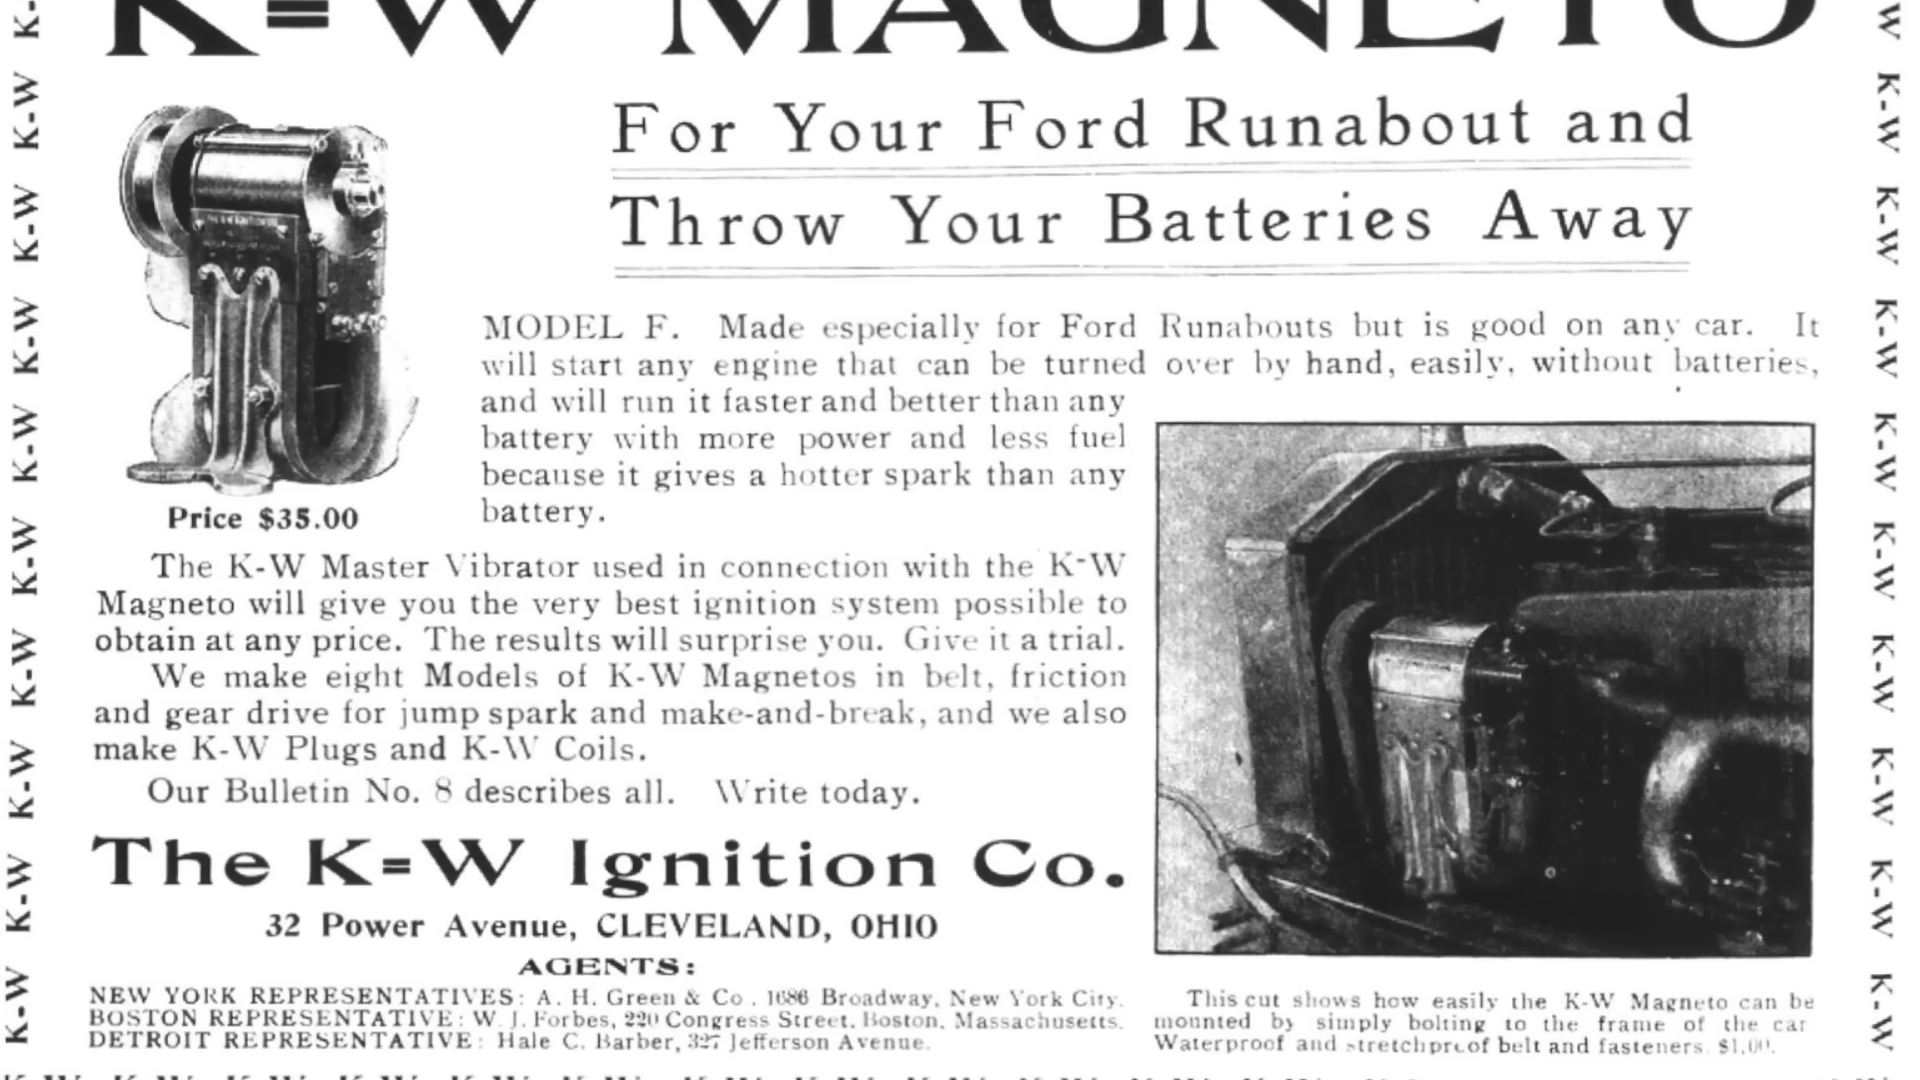 K=W MAGNETO
For Your Ford Runabout and
Throw Your Batteries Away
MODEL F. Made especially for Ford Runabouts but is good on any car. It
will start any engine that can be turned over by hand, easily, without batteries,
and will run it faster and better than any
battery with more power and less fuel
because it gives a hotter spark than any
battery.
Price $35.00
The K-W Master Vibrator used in connection with the K-W
Magneto will give you the very best ignition system possible to
obtain at any price. The results will surprise you. Give it a trial.
We make eight Models of K-W Magnetos in belt, friction
and gear drive for jump spark and make-and-break, and we also
make K-W Plugs and K-W Coils.
Our Bulletin No. 8 describes all. Write today.
The K=W Ignition Co.
32 Power Avenue, CLEVELAND, OHIO
AGENTS:
NEW YORK REPRESENTATIVES: A. H. Green & Co. 1686 Broadway, New York City.
BOSTON REPRESENTATIVE: W. J. Forbes, 220 Congress Street, Boston, Massachusetts.
DETROIT REPRESENTATIVE: Hale C. Barber, 327 Jefferson Avenue.
This cut shows how easily the K-W Magneto can be
mounted by simply bolting to the frame of the car
Waterproof and stretchproof belt and fasteners, $1.00.
K-W K-W K-W K-W K-W K-W K-W K-W K-W K-W
K-W K-W K-W K-W K-W K-W K-W K-W K-W K-W